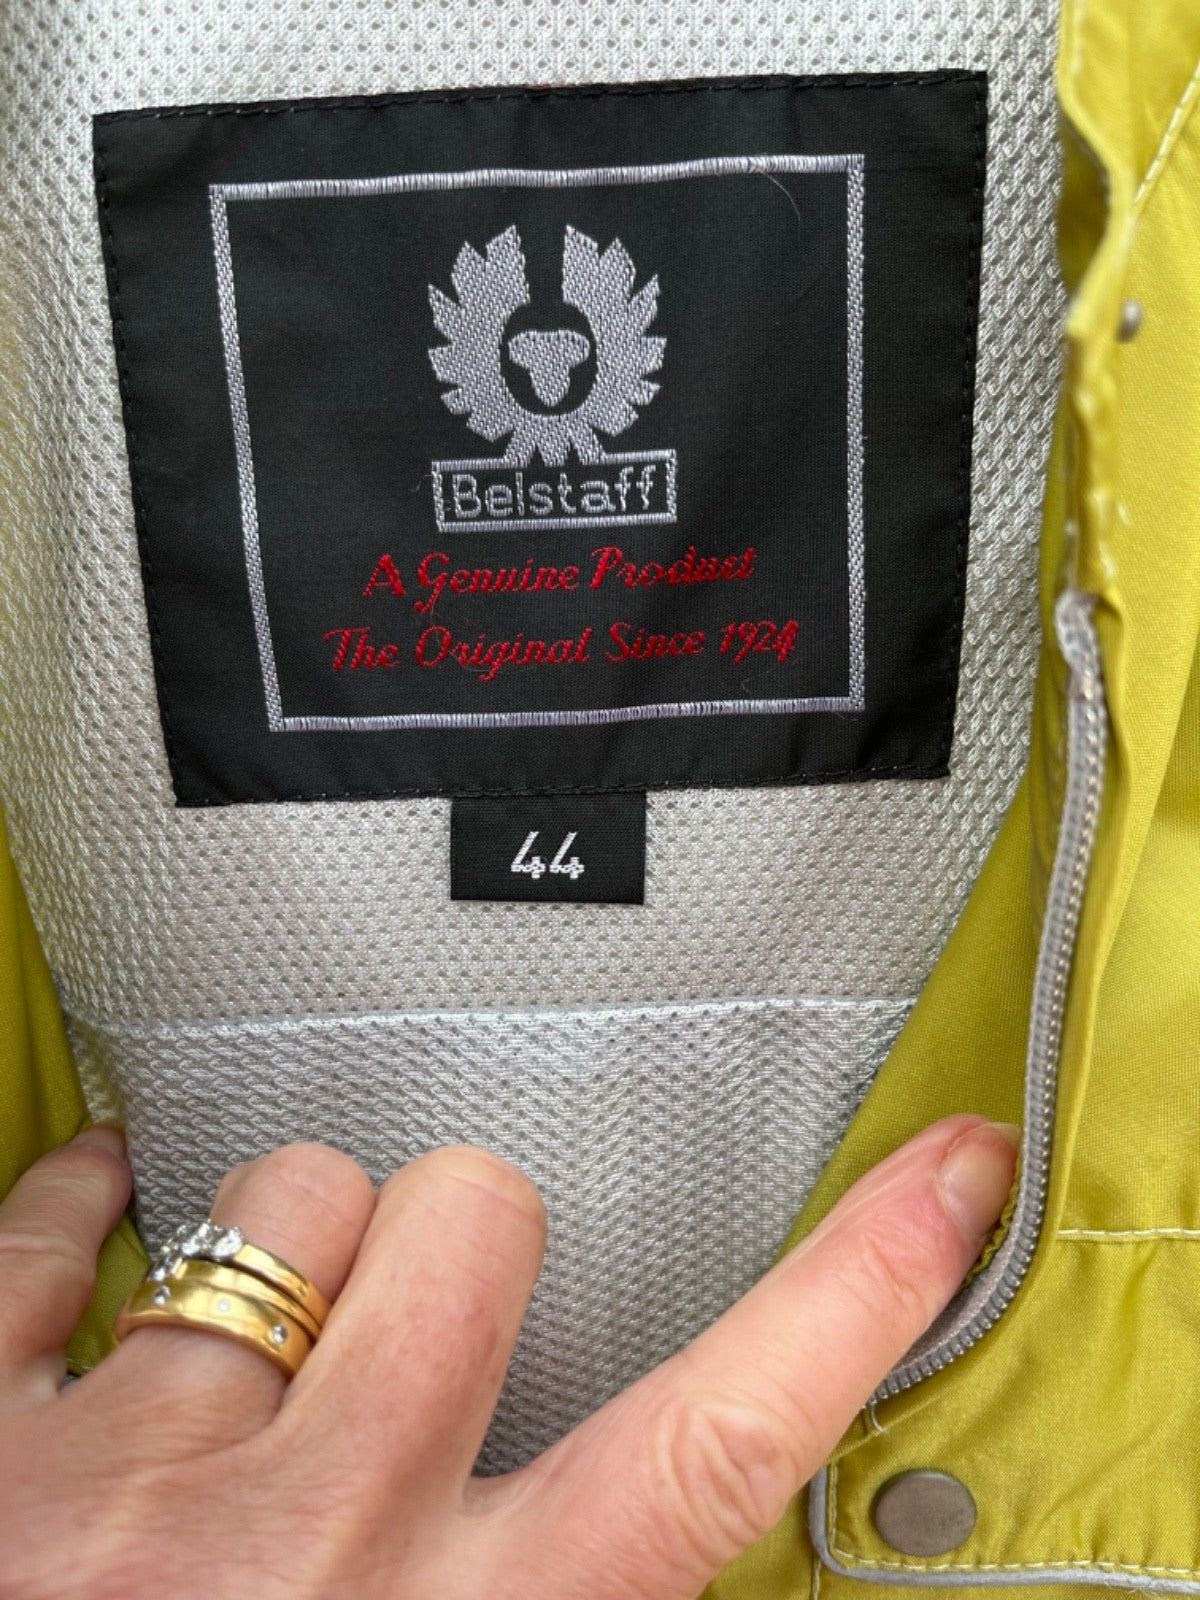 Belstaff
A Genuine Product
The Original Since 1924
44